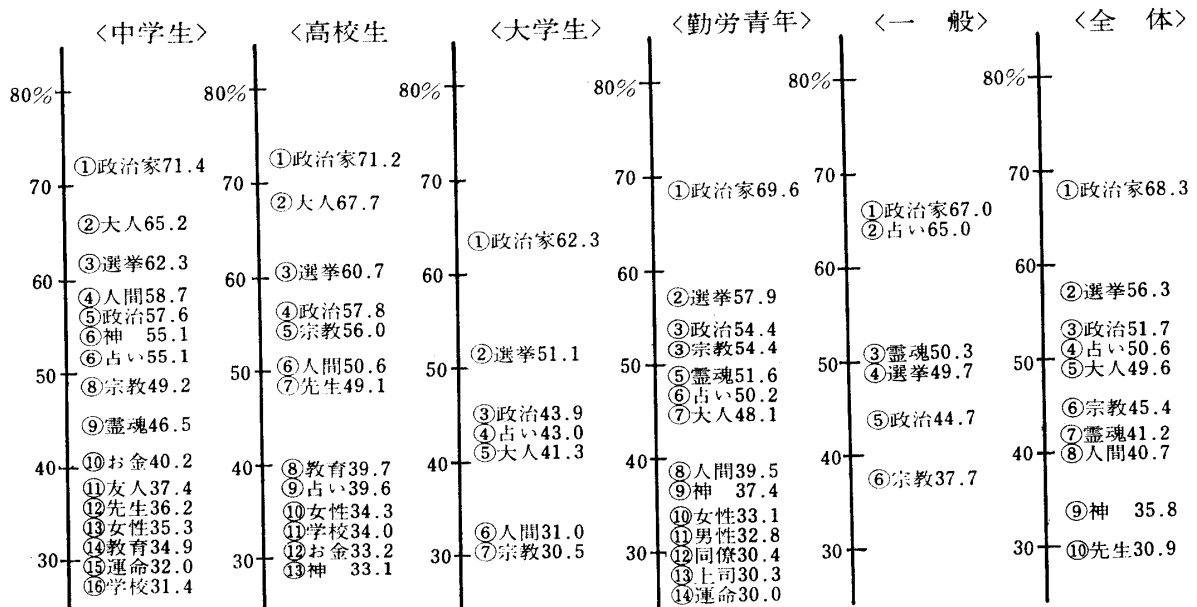 〈中学生〉
80%
①政治家71.4
70
②大人65.2
③選挙62.3
60
④人間58.7
⑤政治57.6
⑥神 55.1
⑥占い55.1
50
⑧宗教49.2
⑨霊魂46.5
⑩お金40.2
40
⑪友人37.4
⑫先生36.2
⑬女性35.3
⑭教育34.9
⑮運命32.0
30
⑯学校31.4
〈高校生
80%
①政治家71.2
70
②大人67.7
③選挙60.7
60
④政治57.8
⑤宗教56.0
⑥人間50.6
50
⑦先生49.1
⑧教育39.7
40
⑨占い39.6
⑩女性34.3
⑪学校34.0
⑫お金33.2
30
⑬神 33.1
〈大学生〉
80%
70
①政治家62.3
60
②選挙51.1
50
③政治43.9
④占い43.0
⑤大人41.3
40
⑥人間31.0
⑦宗教30.5
30
〈勤労青年〉
80%
①政治家69.6
70
60
②選挙57.9
③政治54.4
③宗教54.4
⑤霊魂51.6
50
⑥占い50.2
⑦大人48.1
40
⑧人間39.5
⑨神 37.4
⑩女性33.1
⑪男性32.8
⑫同僚30.4
30
⑬上司30.3
⑭運命30.0
〈一 般〉
80%
70
①政治家67.0
②占い65.0
60
③霊魂50.3
50
④選挙49.7
⑤政治44.7
40
⑥宗教37.7
30
〈全 体〉
80%
70
①政治家68.3
60
②選挙56.3
③政治51.7
④占い50.6
50
⑤大人49.6
⑥宗教45.4
⑦霊魂41.2
40
⑧人間40.7
⑨神 35.8
30
⑩先生30.9